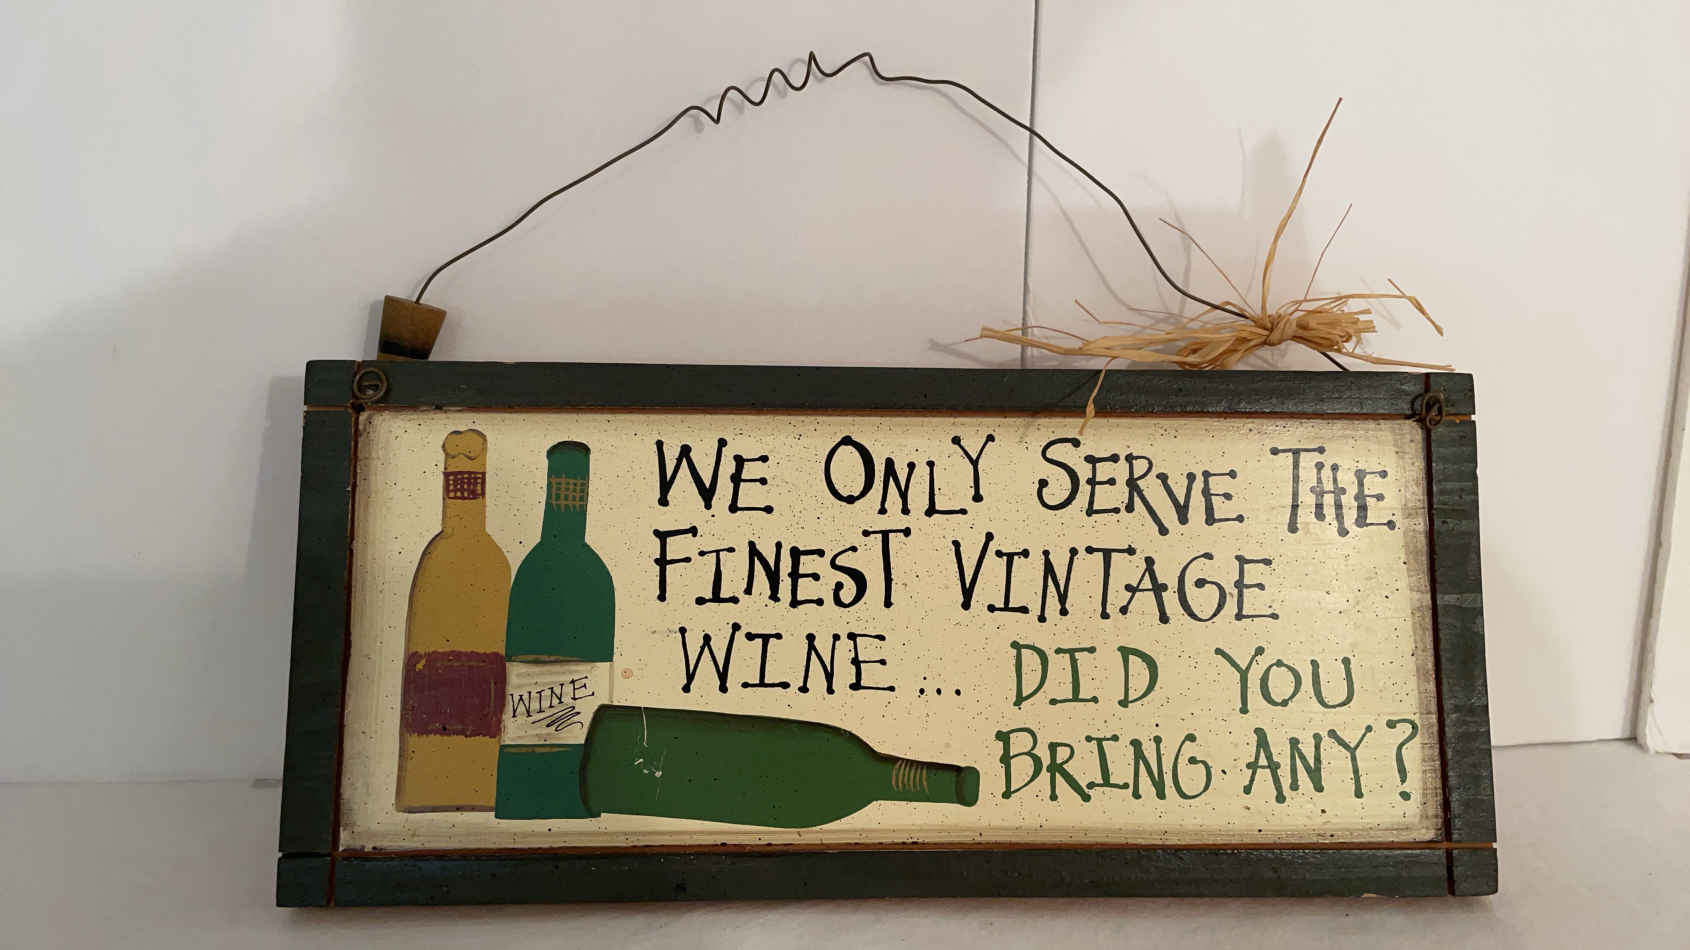 WE ONLY SERVE THE
FINEST VINTAGE
WINE... DID YOU
BRING ANY?
WINE